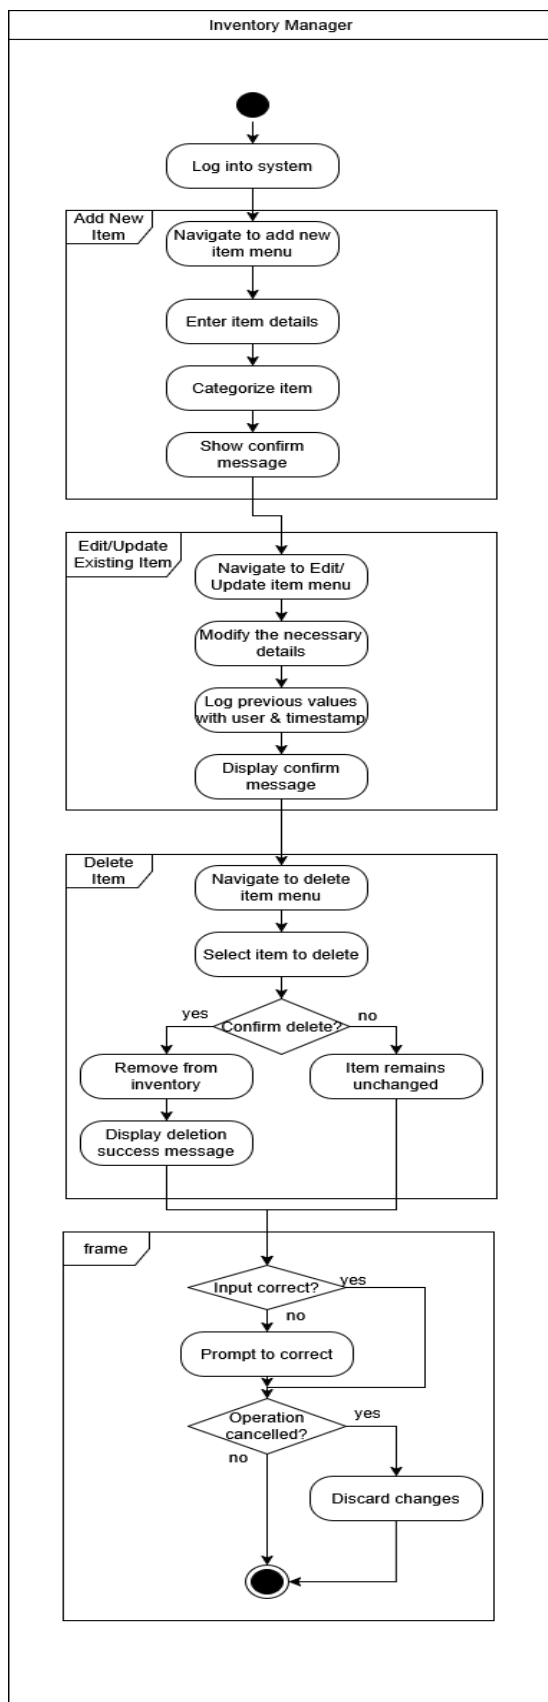 Inventory Manager
Log into system
Add New
Item
Navigate to add new
item menu
Enter item details
Categorize item
Show confirm
message
Edit/Update
Existing Item
Navigate to Edit/
Update item menu
Modify the necessary
details
Log previous values
with user & timestamp
Display confirm
message
Delete
Item
Navigate to delete
item menu
Select item to delete
Confirm delete?
yes
no
Remove from
inventory
Item remains
unchanged
Display deletion
success message
frame
Input correct?
yes
no
Prompt to correct
Operation
cancelled?
yes
no
Discard changes